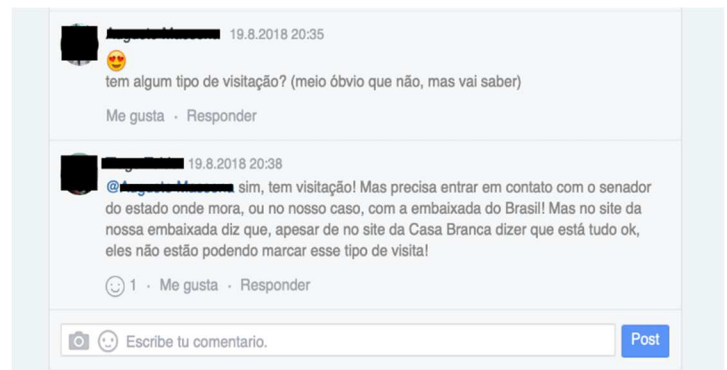 19.8.2018 20:35
tem algum tipo de visitação? (meio óbvio que não, mas vai saber)
Me gusta · Responder
19.8.2018 20:38
@ sim, tem visitação! Mas precisa entrar em contato com o senador
do estado onde mora, ou no nosso caso, com a embaixada do Brasil! Mas no site da
nossa embaixada diz que, apesar de no site da Casa Branca dizer que está tudo ok,
eles não estão podendo marcar esse tipo de visita!
1 · Me gusta · Responder
Escribe tu comentario.
Post